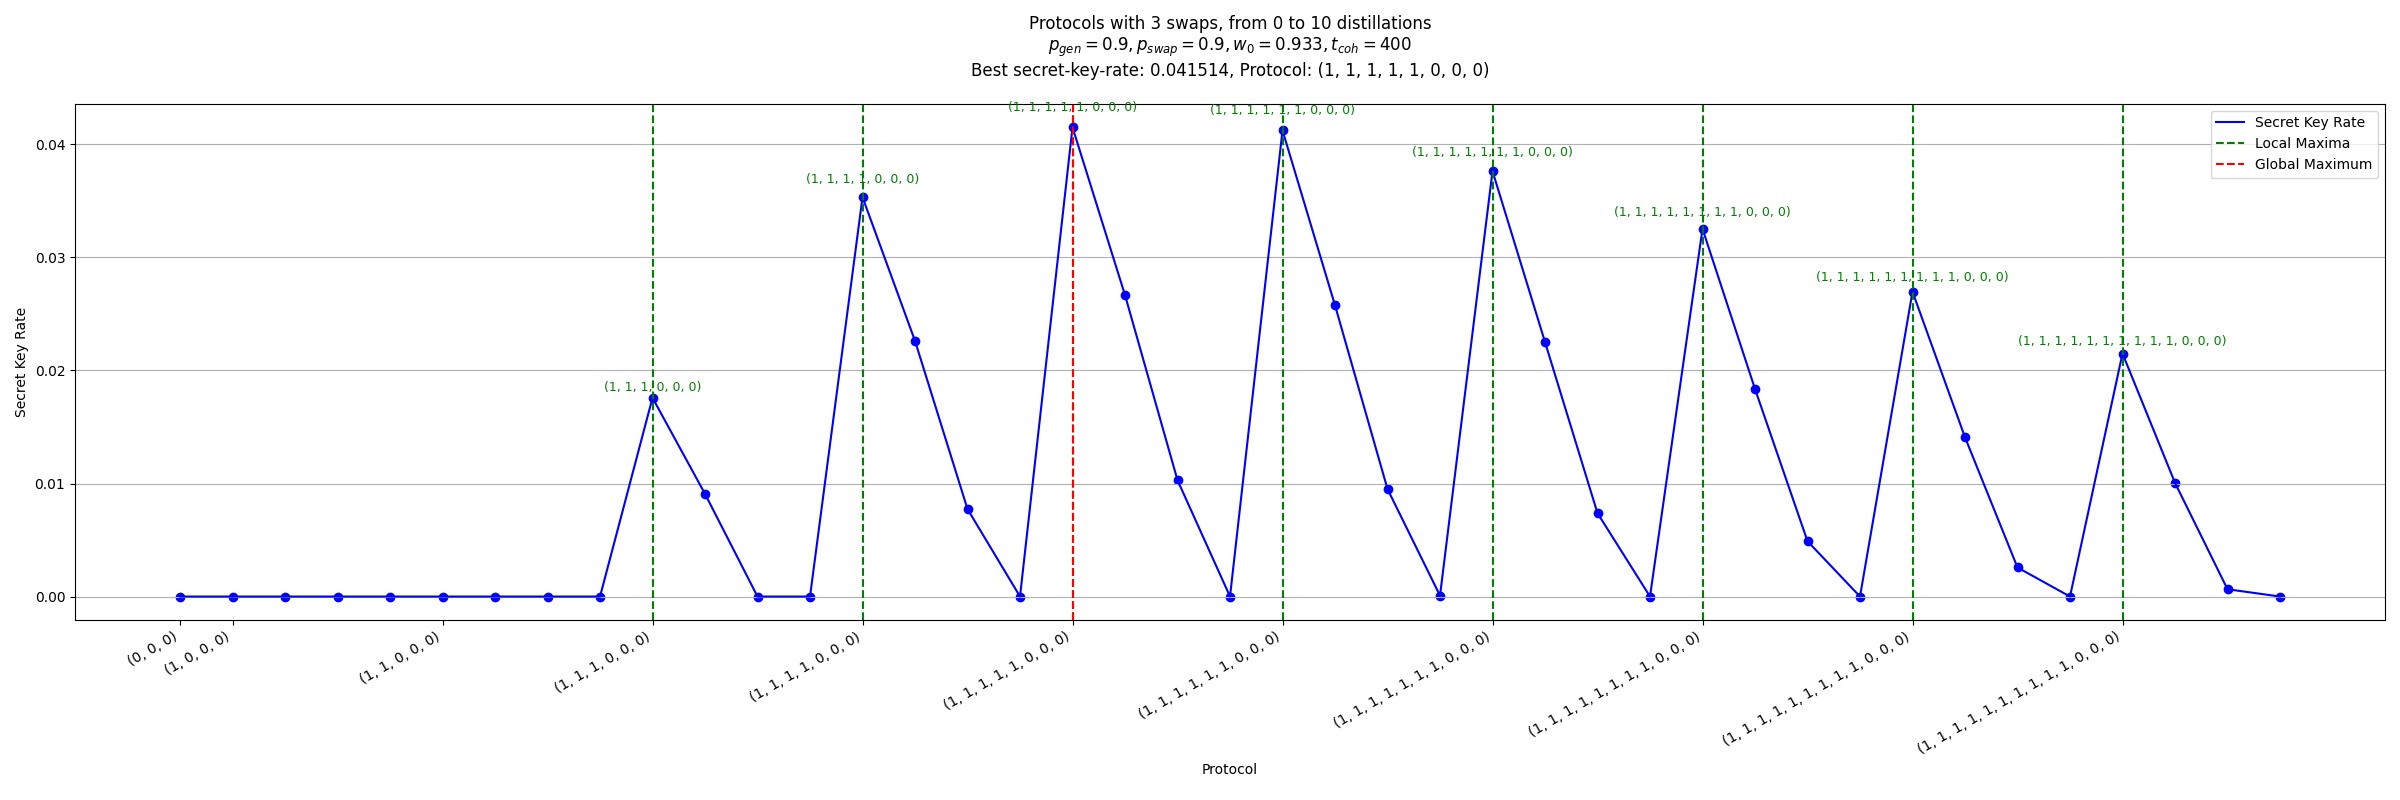 Protocols with 3 swaps, from 0 to 10 distillations
p_gen = 0.9, p_swap = 0.9, w_0 = 0.933, t_coh = 400
Best secret-key-rate: 0.041514, Protocol: (1, 1, 1, 1, 1, 0, 0, 0)
(1, 1, 1, 1, 1, 0, 0, 0)
(1, 1, 1, 1, 1, 1, 0, 0, 0)
Secret Key Rate
Local Maxima
Global Maximum
0.04
(1, 1, 1, 1, 1, 1, 1, 0, 0, 0)
(1, 1, 1, 1, 0, 0, 0)
(1, 1, 1, 1, 1, 1, 1, 1, 0, 0, 0)
0.03
(1, 1, 1, 1, 1, 1, 1, 1, 1, 0, 0, 0)
(1, 1, 1, 1, 1, 1, 1, 1, 1, 1, 0, 0, 0)
0.02
(1, 1, 1, 0, 0, 0)
0.01
0.00
Secret Key Rate
(0, 0, 0)
(1, 0, 0, 0)
(1, 1, 0, 0, 0)
(1, 1, 1, 0, 0, 0)
(1, 1, 1, 1, 0, 0, 0)
(1, 1, 1, 1, 1, 0, 0, 0)
(1, 1, 1, 1, 1, 1, 0, 0, 0)
(1, 1, 1, 1, 1, 1, 1, 0, 0, 0)
(1, 1, 1, 1, 1, 1, 1, 1, 0, 0, 0)
(1, 1, 1, 1, 1, 1, 1, 1, 1, 0, 0, 0)
(1, 1, 1, 1, 1, 1, 1, 1, 1, 1, 0, 0, 0)
Protocol